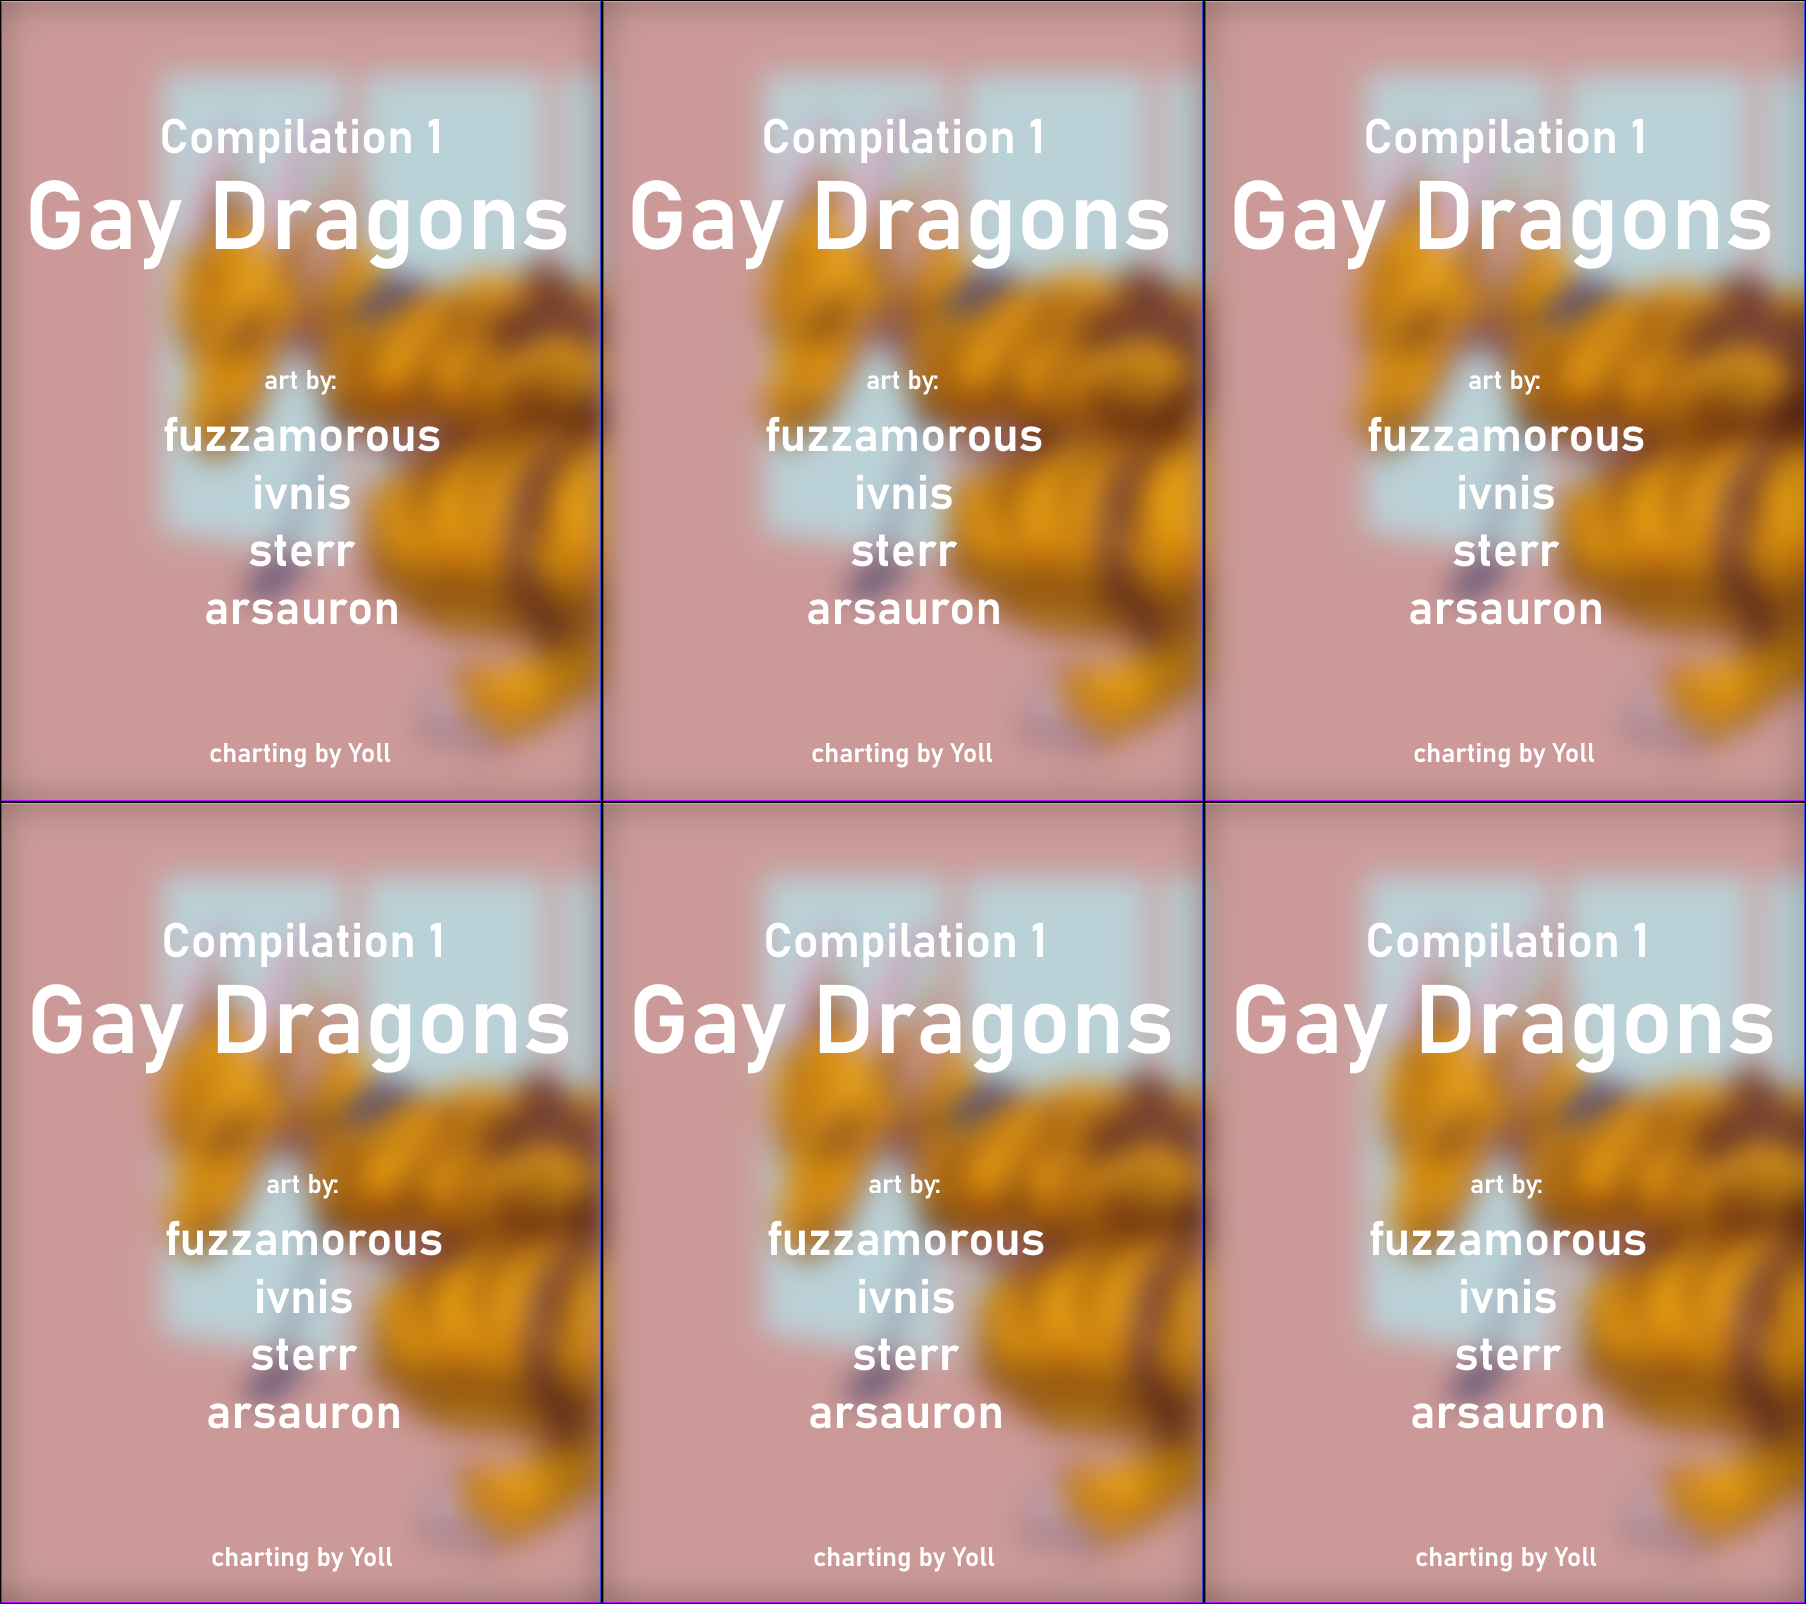 Compilation 1
Gay Dragons
art by:
fuzzamorous
ivnis
sterr
arsauron
charting by Yoll
Compilation 1
Gay Dragons
art by:
fuzzamorous
ivnis
sterr
arsauron
charting by Yoll
Compilation 1
Gay Dragons
art by:
fuzzamorous
ivnis
sterr
arsauron
charting by Yoll
Compilation 1
Gay Dragons
art by:
fuzzamorous
ivnis
sterr
arsauron
charting by Yoll
Compilation 1
Gay Dragons
art by:
fuzzamorous
ivnis
sterr
arsauron
charting by Yoll
Compilation 1
Gay Dragons
art by:
fuzzamorous
ivnis
sterr
arsauron
charting by Yoll